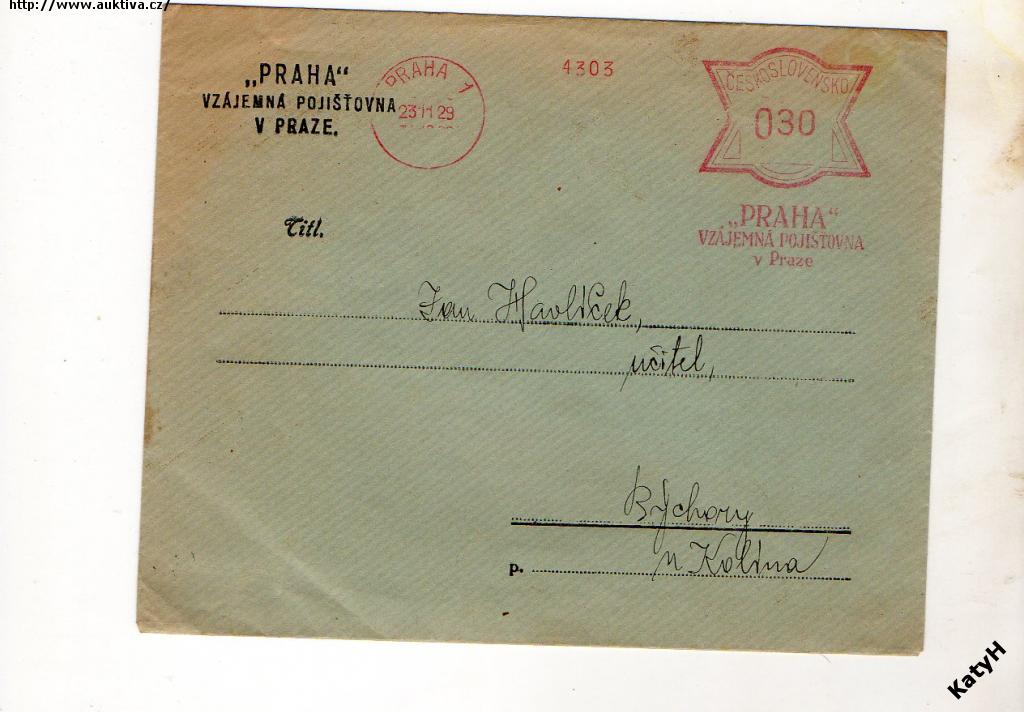 http://www.auktiva.cz/
„PRAHA“
VZÁJEMNÁ POJIŠŤOVNA
V PRAZE.
PRAHA 1
23 11 29
4303
ČESKOSLOVENSKO
030
„PRAHA“
VZÁJEMNÁ POJIŠŤOVNA
v Praze
Titl.
Jan Havlíček,
učitel,
Býchory
p. n Kolína
KatyH